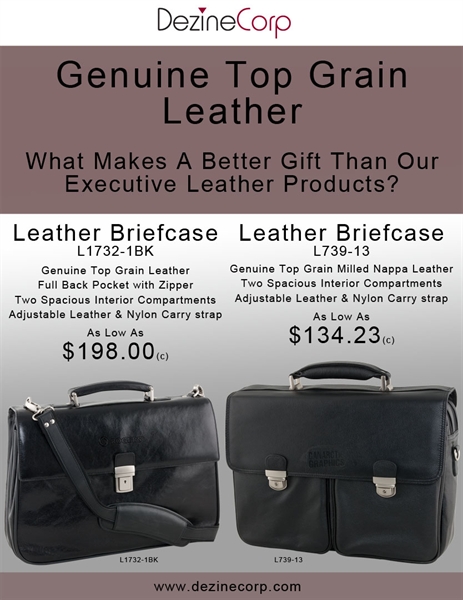 DezineCorp
Genuine Top Grain
Leather
What Makes A Better Gift Than Our
Executive Leather Products?
Leather Briefcase
L1732-1BK
Genuine Top Grain Leather
Full Back Pocket with Zipper
Two Spacious Interior Compartments
Adjustable Leather & Nylon Carry strap
As Low As
$198.00(c)
Leather Briefcase
L739-13
Genuine Top Grain Milled Nappa Leather
Two Spacious Interior Compartments
Adjustable Leather & Nylon Carry strap
As Low As
$134.23(c)
L1732-1BK
L739-13
www.dezinecorp.com